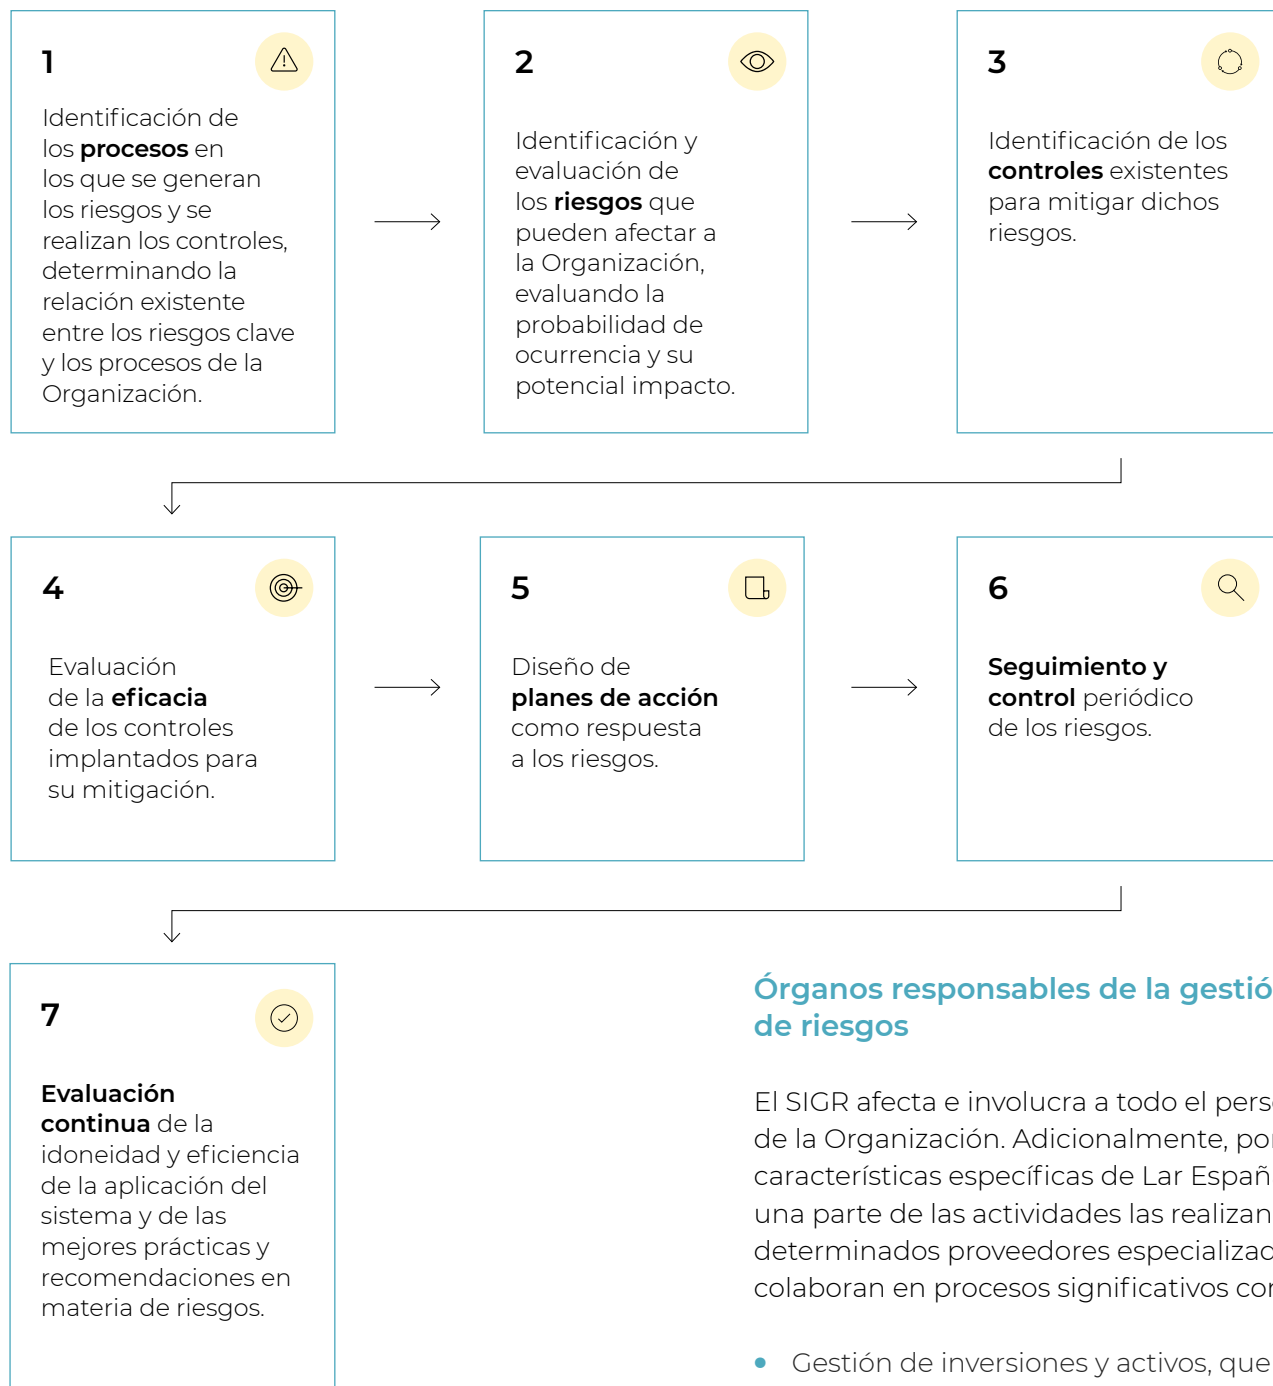 1
Identificación de
los procesos en
los que se generan
los riesgos y se
realizan los controles,
determinando la
relación existente
entre los riesgos clave
y los procesos de la
Organización.
2
Identificación y
evaluación de
los riesgos que
pueden afectar a
la Organización,
evaluando la
probabilidad de
ocurrencia y su
potencial impacto.
3
Identificación de los
controles existentes
para mitigar dichos
riesgos.
4
Evaluación
de la eficacia
de los controles
implantados para
su mitigación.
5
Diseño de
planes de acción
como respuesta
a los riesgos.
6
Seguimiento y
control periódico
de los riesgos.
7
Evaluación
continua de la
idoneidad y eficiencia
de la aplicación del
sistema y de las
mejores prácticas y
recomendaciones en
materia de riesgos.
Órganos responsables de la gestió
de riesgos
El SIGR afecta e involucra a todo el pers
de la Organización. Adicionalmente, por
características específicas de Lar Españ
una parte de las actividades las realizan
determinados proveedores especializad
colaboran en procesos significativos co
• Gestión de inversiones y activos, que